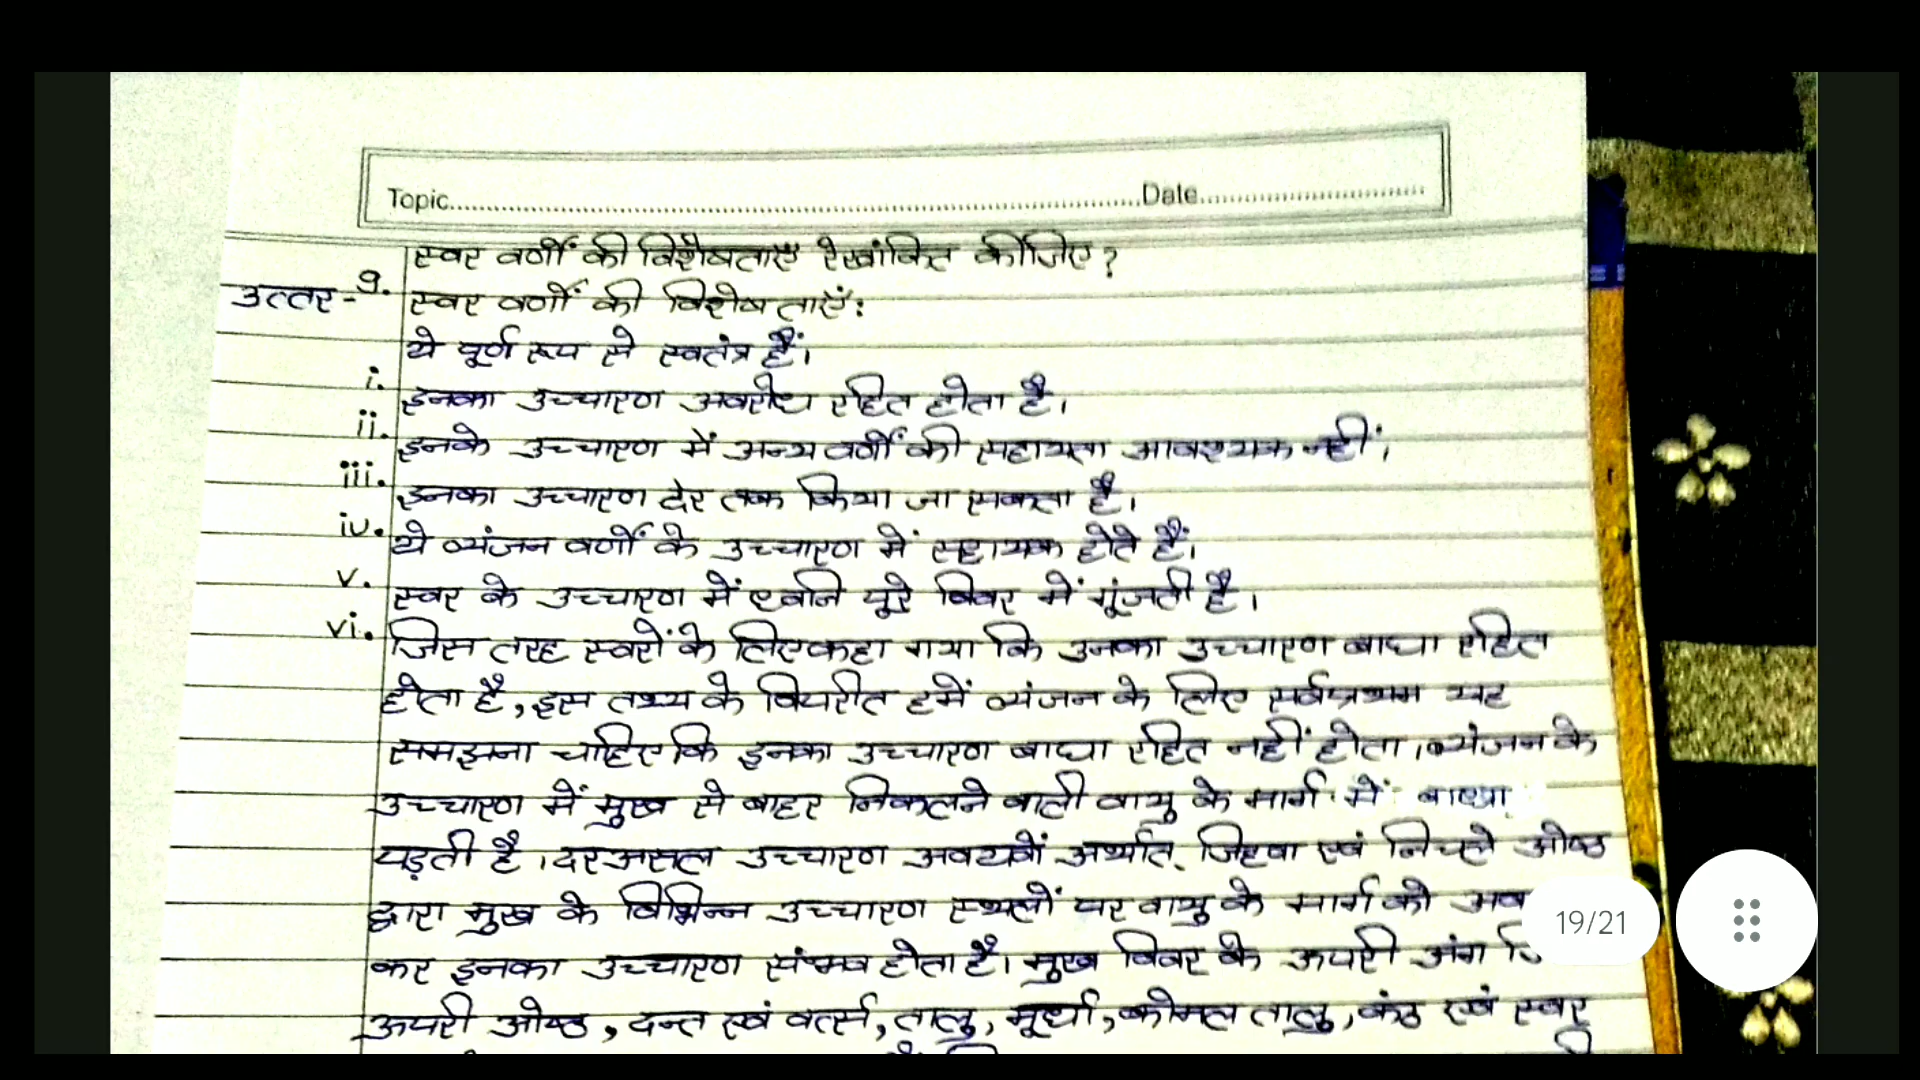 Topic.......... Date..........
स्वर वर्णों की विशेषताएँ रेखांकित कीजिए?
उत्तर-9. स्वर वर्णों की विशेषताएँ:
ये पूर्ण रूप से स्वतंत्र हैं।
i. इनका उच्चारण अवरोध रहित होता है।
ii. इनके उच्चारण में अन्य वर्णों की सहायता आवश्यक नहीं।
iii. इनका उच्चारण देर तक किया जा सकता है।
iv. ये व्यंजन वर्णों के उच्चारण में सहायक होते हैं।
v. स्वर के उच्चारण में ध्वनि पूरे विवर में गूंजती है।
vi. जिस तरह स्वरों के लिए कहा गया कि उनका उच्चारण बाधा रहित
होता है, इस तथ्य के विपरीत हमें व्यंजन के लिए सर्वप्रथम यह
समझना चाहिए कि इनका उच्चारण बाधा रहित नहीं होता। व्यंजन के
उच्चारण में मुख से बाहर निकलने वाली वायु के मार्ग में बाधा
पड़ती है। दरअसल उच्चारण अवयवों अर्थात् जिहवा एवं निचले ओष्ठ
द्वारा मुख के विभिन्न उच्चारण स्थलों पर वायु के मार्ग को अव
कर इनका उच्चारण संभव होता है। मुख विवर के ऊपरी अंग
ऊपरी ओष्ठ, दन्त एवं वर्त्स, तालु, मूर्धा, कोमल तालु, कंठ एवं स्वर
19/21